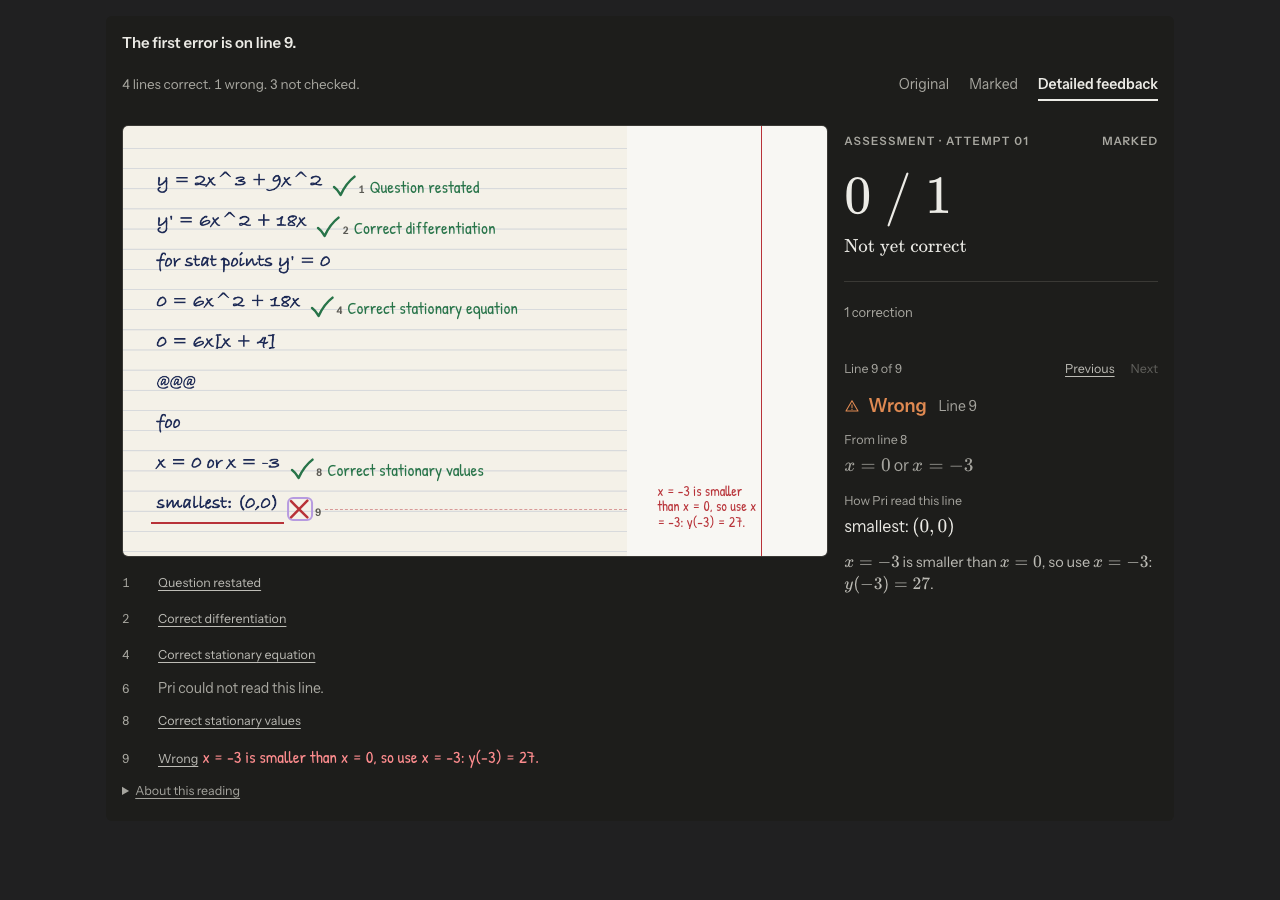 The first error is on line 9.
4 lines correct. 1 wrong. 3 not checked.
Original Marked Detailed feedback
y = 2x^3 + 9x^2 1 Question restated
y' = 6x^2 + 18x 2 Correct differentiation
for stat points y' = 0
0 = 6x^2 + 18x 4 Correct stationary equation
0 = 6x[x + 4]
@@@
foo
x = 0 or x = -3 8 Correct stationary values
smallest: (0,0) 9
x = -3 is smaller
than x = 0, so use x
= -3: y(-3) = 27.
1 Question restated
2 Correct differentiation
4 Correct stationary equation
6 Pri could not read this line.
8 Correct stationary values
9 Wrong x = -3 is smaller than x = 0, so use x = -3: y(-3) = 27.
About this reading
ASSESSMENT · ATTEMPT 01 MARKED
0 / 1
Not yet correct
1 correction
Line 9 of 9 Previous Next
Wrong Line 9
From line 8
x = 0 or x = −3
How Pri read this line
smallest: (0, 0)
x = −3 is smaller than x = 0, so use x = −3:
y(−3) = 27.